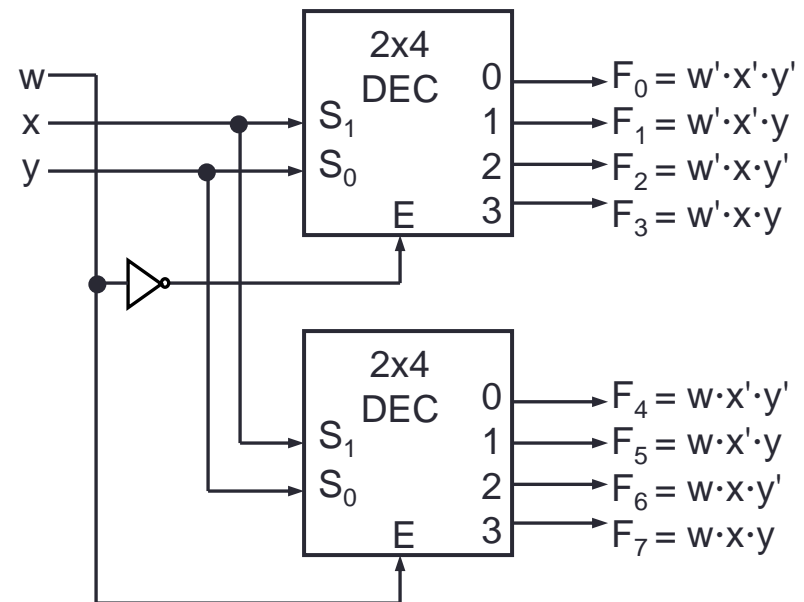 2x4
DEC
w
x
y
S₁
S₀
E
0
1
2
3
F₀ = w'·x'·y'
F₁ = w'·x'·y
F₂ = w'·x·y'
F₃ = w'·x·y
2x4
DEC
S₁
S₀
E
0
1
2
3
F₄ = w·x'·y'
F₅ = w·x'·y
F₆ = w·x·y'
F₇ = w·x·y